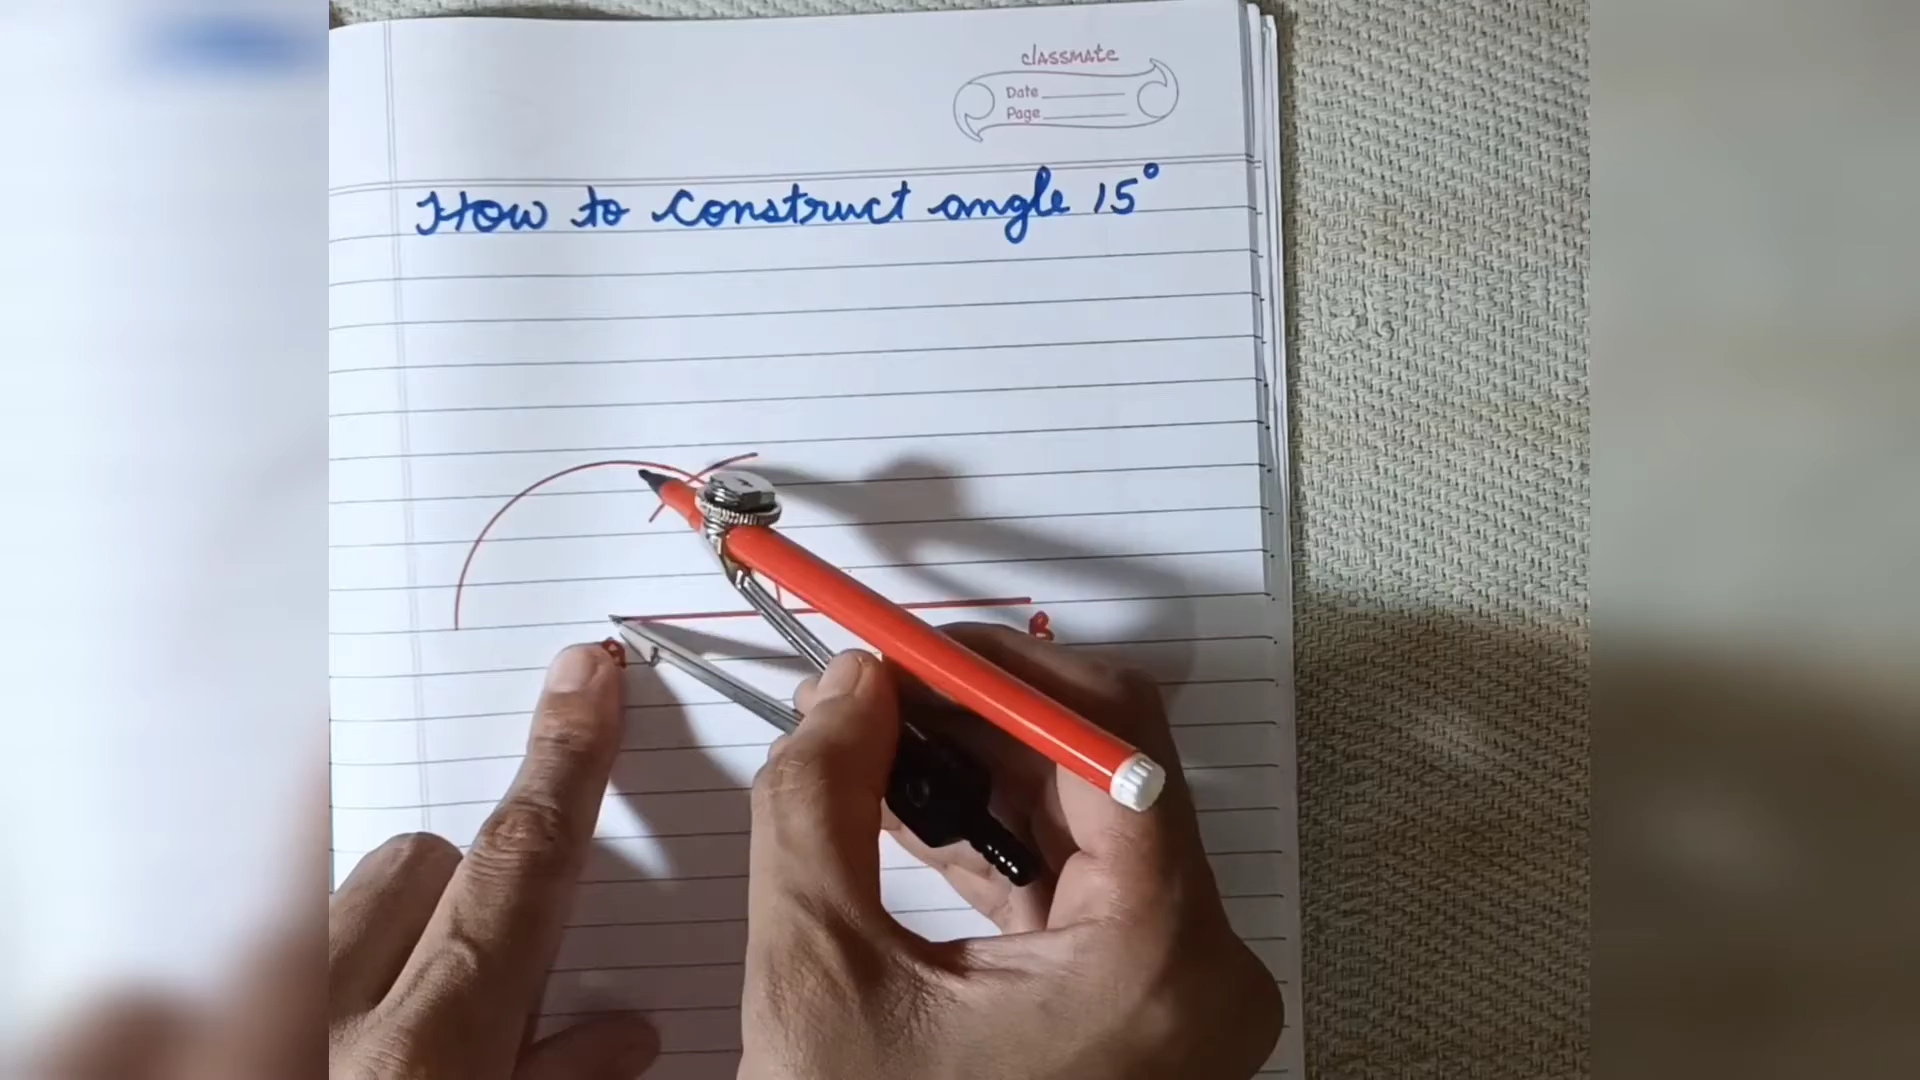 classmate
Date
Page
How to construct angle 15°
B